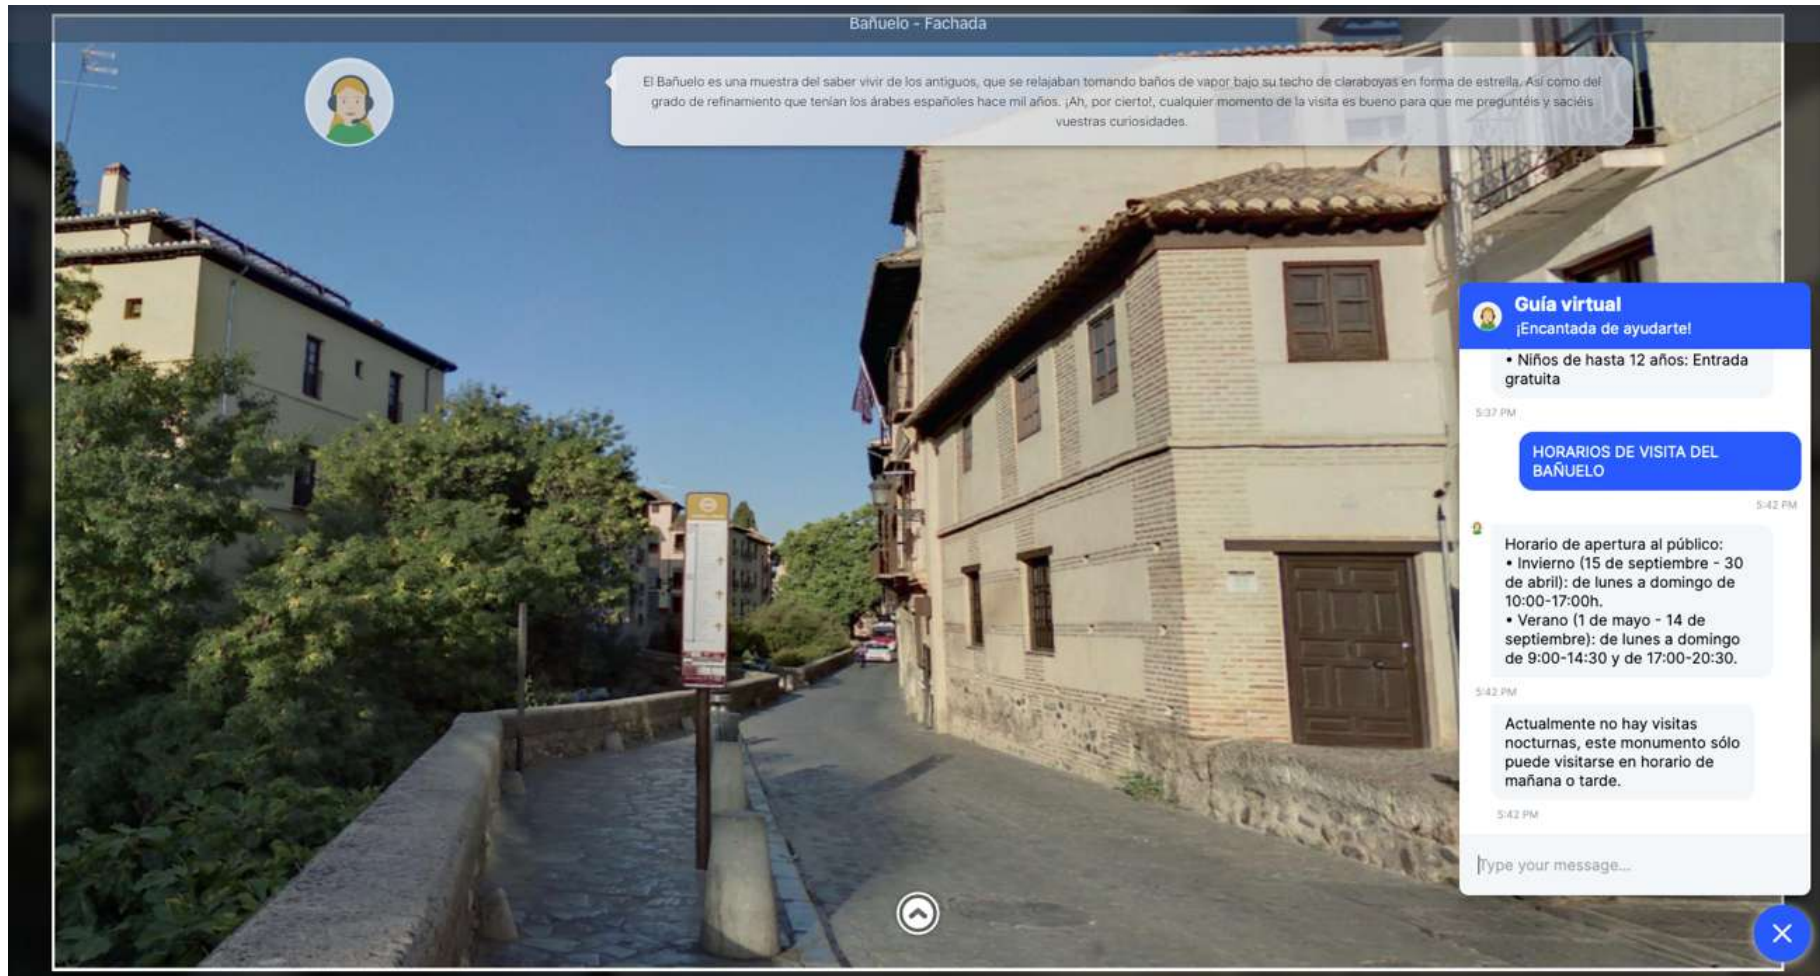 Bañuelo - Fachada
El Bañuelo es una muestra del saber vivir de los antiguos, que se relajaban tomando baños de vapor bajo su techo de claraboyas en forma de estrella. Así como del
grado de refinamiento que tenían los árabes españoles hace mil años. ¡Ah, por cierto!, cualquier momento de la visita es bueno para que me preguntéis y saciéis
vuestras curiosidades.
Guía virtual
¡Encantada de ayudarte!
• Niños de hasta 12 años: Entrada
gratuita
5:37 PM
HORARIOS DE VISITA DEL
BAÑUELO
5:42 PM
Horario de apertura al público:
• Invierno (15 de septiembre - 30
de abril): de lunes a domingo de
10:00-17:00h.
• Verano (1 de mayo - 14 de
septiembre): de lunes a domingo
de 9:00-14:30 y de 17:00-20:30.
5:42 PM
Actualmente no hay visitas
nocturnas, este monumento sólo
puede visitarse en horario de
mañana o tarde.
5:42 PM
Type your message...